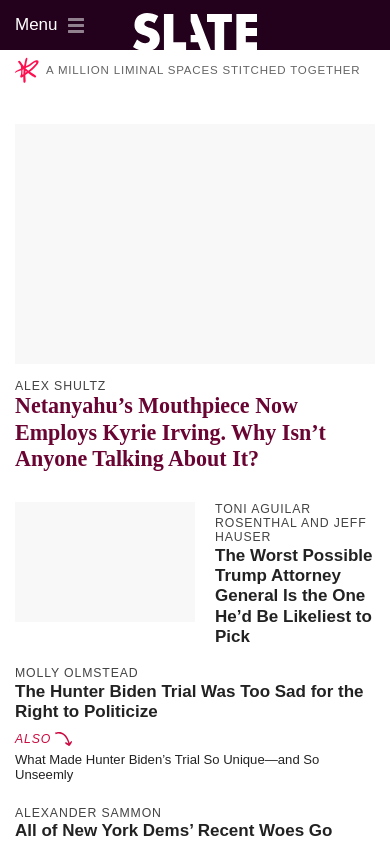 Menu
SLATE
A MILLION LIMINAL SPACES STITCHED TOGETHER
ALEX SHULTZ
Netanyahu’s Mouthpiece Now
Employs Kyrie Irving. Why Isn’t
Anyone Talking About It?
TONI AGUILAR
ROSENTHAL AND JEFF
HAUSER
The Worst Possible
Trump Attorney
General Is the One
He’d Be Likeliest to
Pick
MOLLY OLMSTEAD
The Hunter Biden Trial Was Too Sad for the
Right to Politicize
ALSO
What Made Hunter Biden’s Trial So Unique—and So
Unseemly
ALEXANDER SAMMON
All of New York Dems’ Recent Woes Go